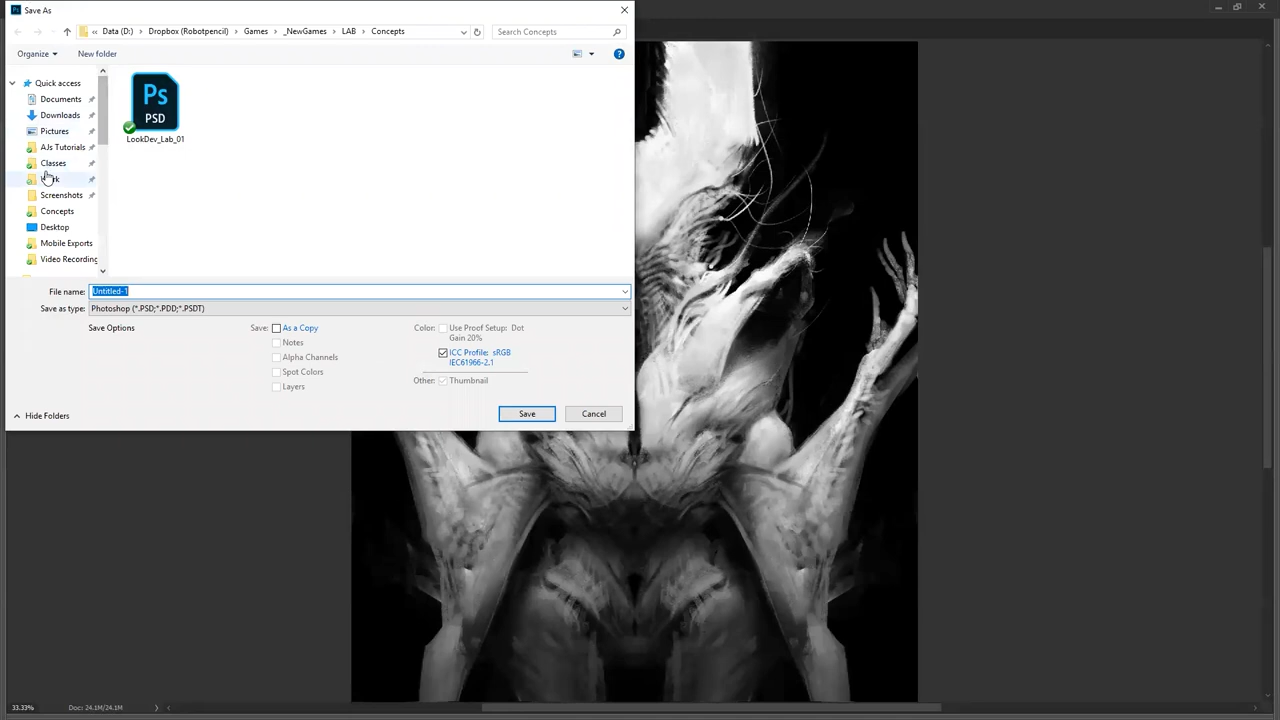 Save As
Data (D:) > Dropbox (Robotpencil) > Games > _NewGames > LAB > Concepts
Search Concepts
Organize
New folder
Quick access
Documents
Downloads
Pictures
AJs Tutorials
Classes
Screenshots
Concepts
Desktop
Mobile Exports
Video Recording
Ps
PSD
LookDev_Lab_01
File name: Untitled-1
Save as type: Photoshop (*.PSD;*.PDD;*.PSDT)
Save Options
Save:
As a Copy
Notes
Alpha Channels
Spot Colors
Layers
Color:
Use Proof Setup: Dot
Gain 20%
ICC Profile: sRGB
IEC61966-2.1
Other:
Thumbnail
Hide Folders
Save
Cancel
33.33%
Doc: 24.1M/24.1M